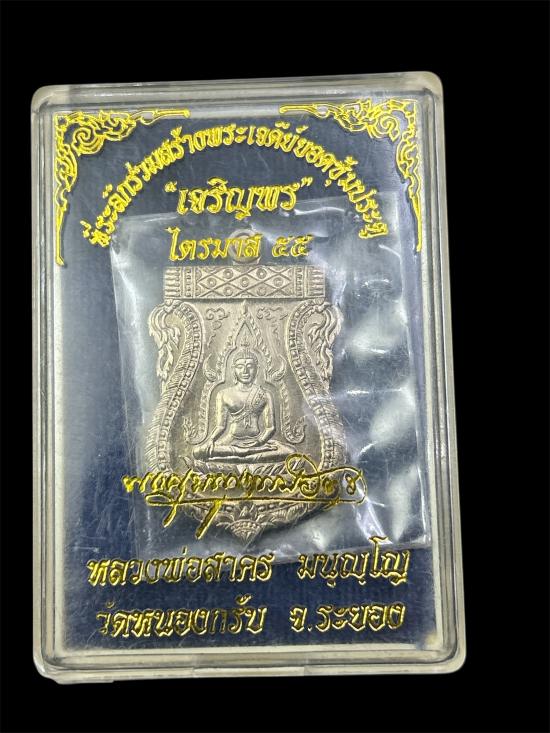 ที่ระลึกร่วมสร้างพระเจดีย์ยอดซุ้มประตู
"เจริญพร"
ไตรมาส ๕๕
หลวงพ่อสาคร มนุญฺโญ
วัดหนองกรับ จ.ระยอง